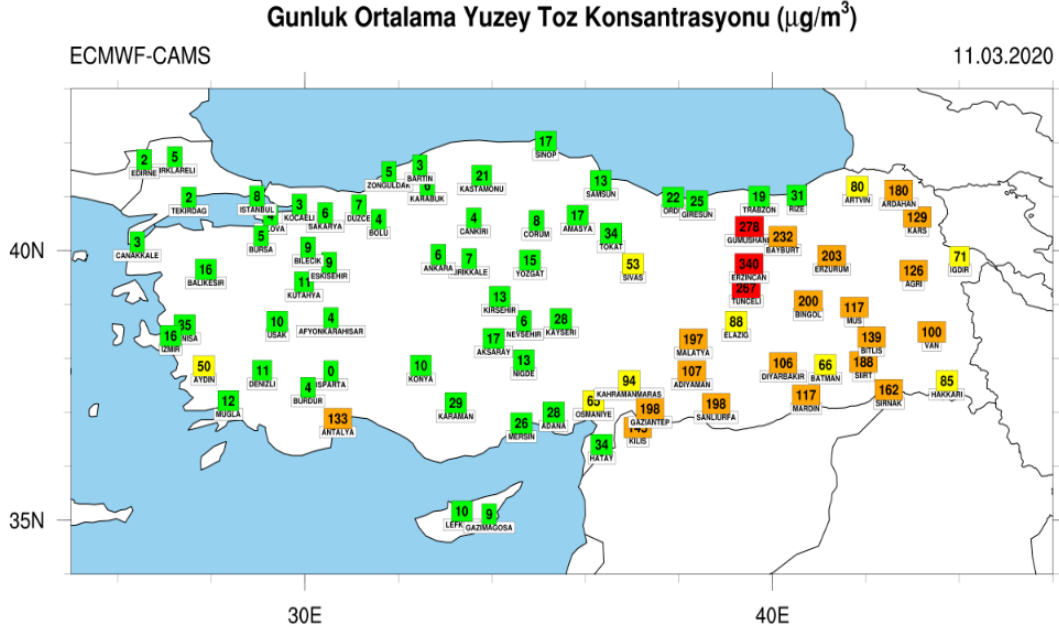 Gunluk Ortalama Yuzey Toz Konsantrasyonu (μg/m³)
ECMWF-CAMS
11.03.2020
40N
35N
30E
40E
2
EDIRNE
5
IRKLARELI
2
TEKIRDAG
8
ISTANBUL
4
LOVA
3
KOCAELI
6
SAKARYA
7
DUZCE
4
BOLU
5
ZONGULDAK
3
BARTIN
6
KARABUK
21
KASTAMONU
17
SINOP
13
SAMSUN
22
ORDU
25
GIRESUN
19
TRABZON
31
RIZE
80
ARTVIN
180
ARDAHAN
129
KARS
3
CANAKKALE
5
BURSA
9
BILECIK
9
ESKISEHIR
16
BALIKESIR
11
KUTAHYA
4
CANKIRI
8
CORUM
17
AMASYA
34
TOKAT
6
ANKARA
7
IRIKKALE
15
YOZGAT
53
SIVAS
278
GUMUSHANE
232
BAYBURT
340
ERZINCAN
267
TUNCELI
203
ERZURUM
126
AGRI
71
IGDIR
35
NISA
16
IZMIR
10
USAK
4
AFYONKARAHISAR
13
KIRSEHIR
6
NEVSEHIR
28
KAYSERI
17
AKSARAY
13
NIGDE
88
ELAZIG
200
BINGOL
117
MUS
139
BITLIS
100
VAN
197
MALATYA
107
ADIYAMAN
106
DIYARBAKIR
66
BATMAN
188
SIIRT
50
AYDIN
11
DENIZLI
0
ISPARTA
4
BURDUR
10
KONYA
12
MUGLA
133
ANTALYA
29
KARAMAN
26
MERSIN
28
ADANA
65
OSMANIYE
94
KAHRAMANMARAS
198
GAZIANTEP
KILIS
34
HATAY
198
SANLIURFA
117
MARDIN
162
SIRNAK
85
HAKKARI
10
LEFK
9
GAZIMAGOSA